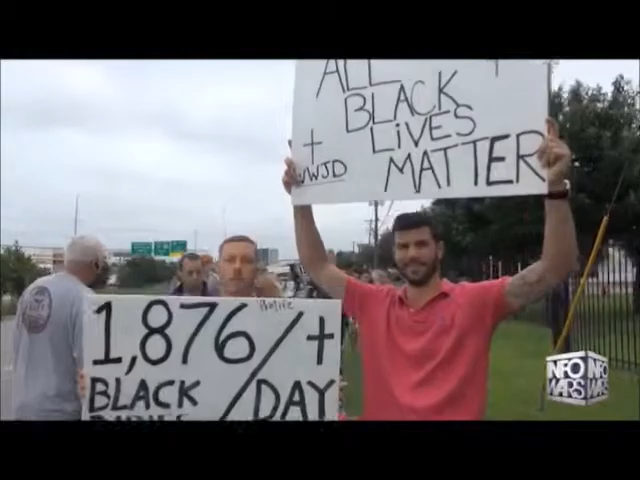 ALL
BLACK
LiVES
MATTER
+
WWJD
Prolife
1,876/+
BLACK /DAY
INFO INFO
WARS WARS